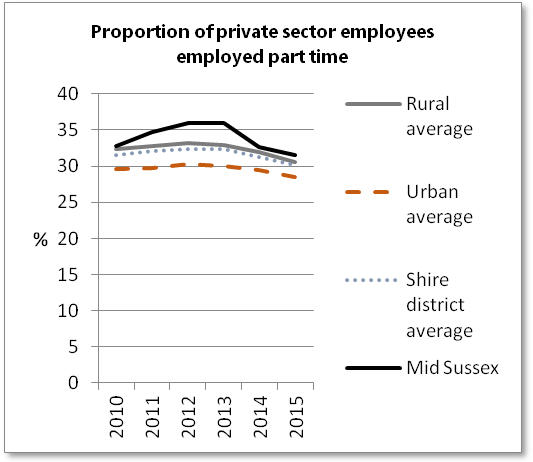 Proportion of private sector employees
employed part time
40
35
30
25
20
15
10
5
0
%
2010
2011
2012
2013
2014
2015
Rural
average
Urban
average
Shire
district
average
Mid Sussex